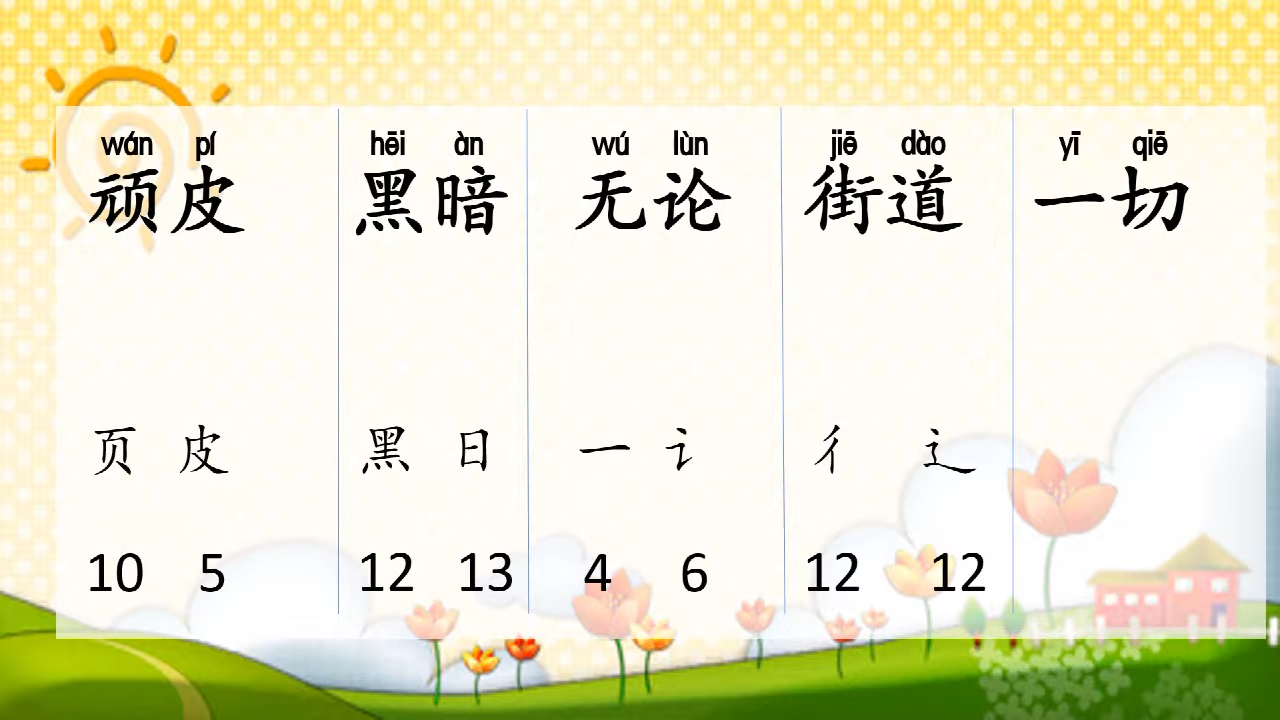 wán pí hēi àn wú lùn jiē dào yī qiē
顽皮 黑暗 无论 街道 一切
页 皮 黑 日 一 讠 彳 辶
10 5 12 13 4 6 12 12